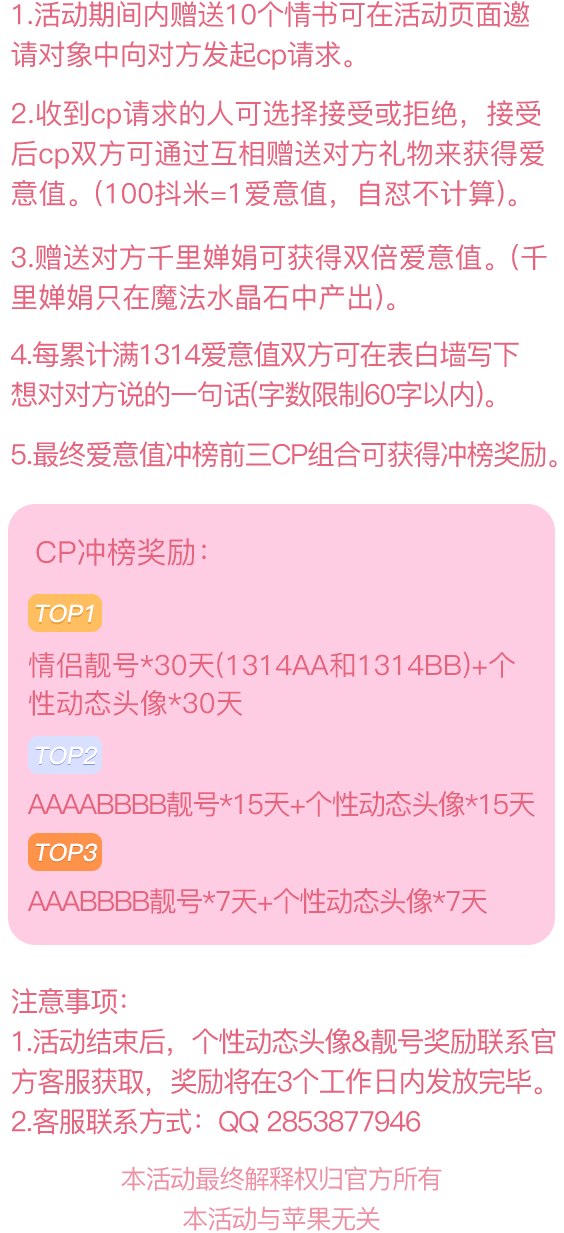 1.活动期间内赠送10个情书可在活动页面邀
请对象中向对方发起cp请求。
2.收到cp请求的人可选择接受或拒绝，接受
后cp双方可通过互相赠送对方礼物来获得爱
意值。(100抖米=1爱意值，自怼不计算)。
3.赠送对方千里婵娟可获得双倍爱意值。(千
里婵娟只在魔法水晶石中产出)。
4.每累计满1314爱意值双方可在表白墙写下
想对对方说的一句话(字数限制60字以内)。
5.最终爱意值冲榜前三CP组合可获得冲榜奖励。
CP冲榜奖励：
TOP1
情侣靓号*30天(1314AA和1314BB)+个
性动态头像*30天
TOP2
AAAABBBB靓号*15天+个性动态头像*15天
TOP3
AAABBBB靓号*7天+个性动态头像*7天
注意事项：
1.活动结束后，个性动态头像&靓号奖励联系官
方客服获取，奖励将在3个工作日内发放完毕。
2.客服联系方式：QQ 2853877946
本活动最终解释权归官方所有
本活动与苹果无关